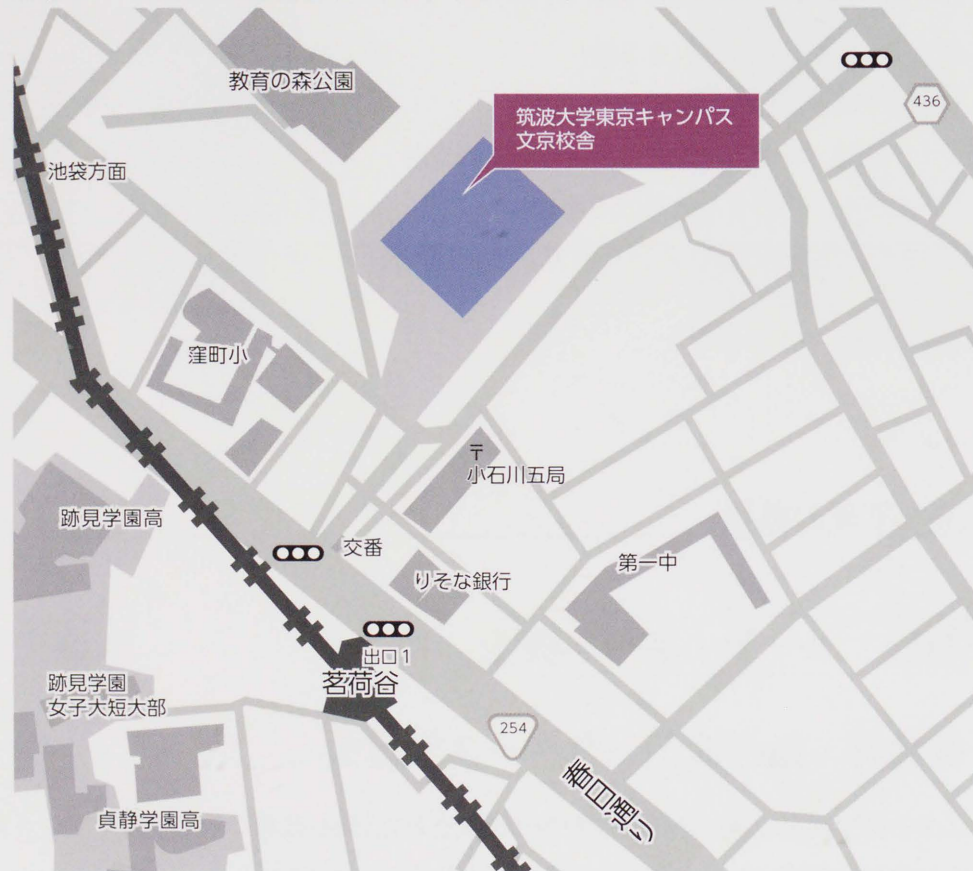 教育の森公園
筑波大学東京キャンパス
文京校舎
436
池袋方面
窪町小
〒
小石川五局
跡見学園高
交番
第一中
りそな銀行
出口1
茗荷谷
跡見学園
女子大短大部
254
春日通り
貞静学園高